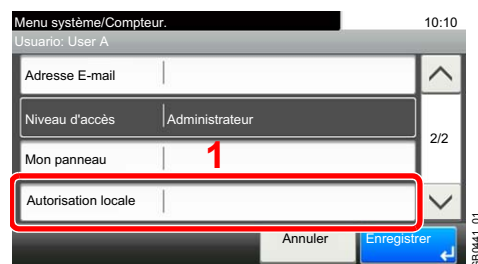 Menu système/Compteur.
10:10
Usuario: User A
Adresse E-mail
Niveau d'accès
Administrateur
2/2
Mon panneau
1
Autorisation locale
Annuler
Enregistrer
GB0441_01